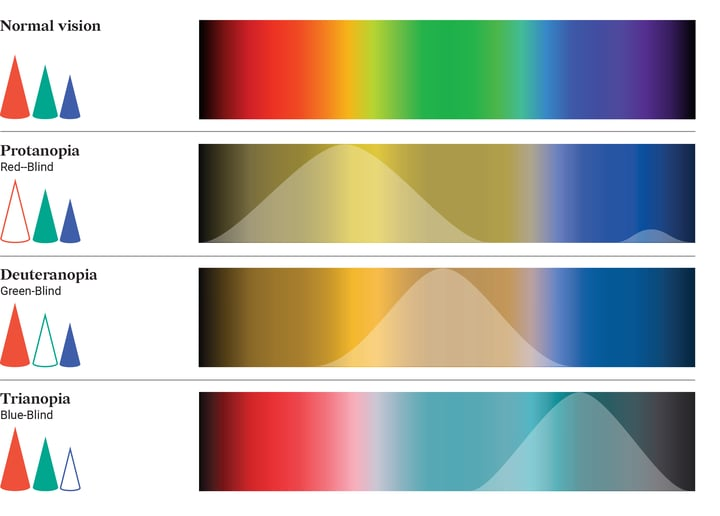 Normal vision
Protanopia
Red--Blind
Deuteranopia
Green-Blind
Trianopia
Blue-Blind